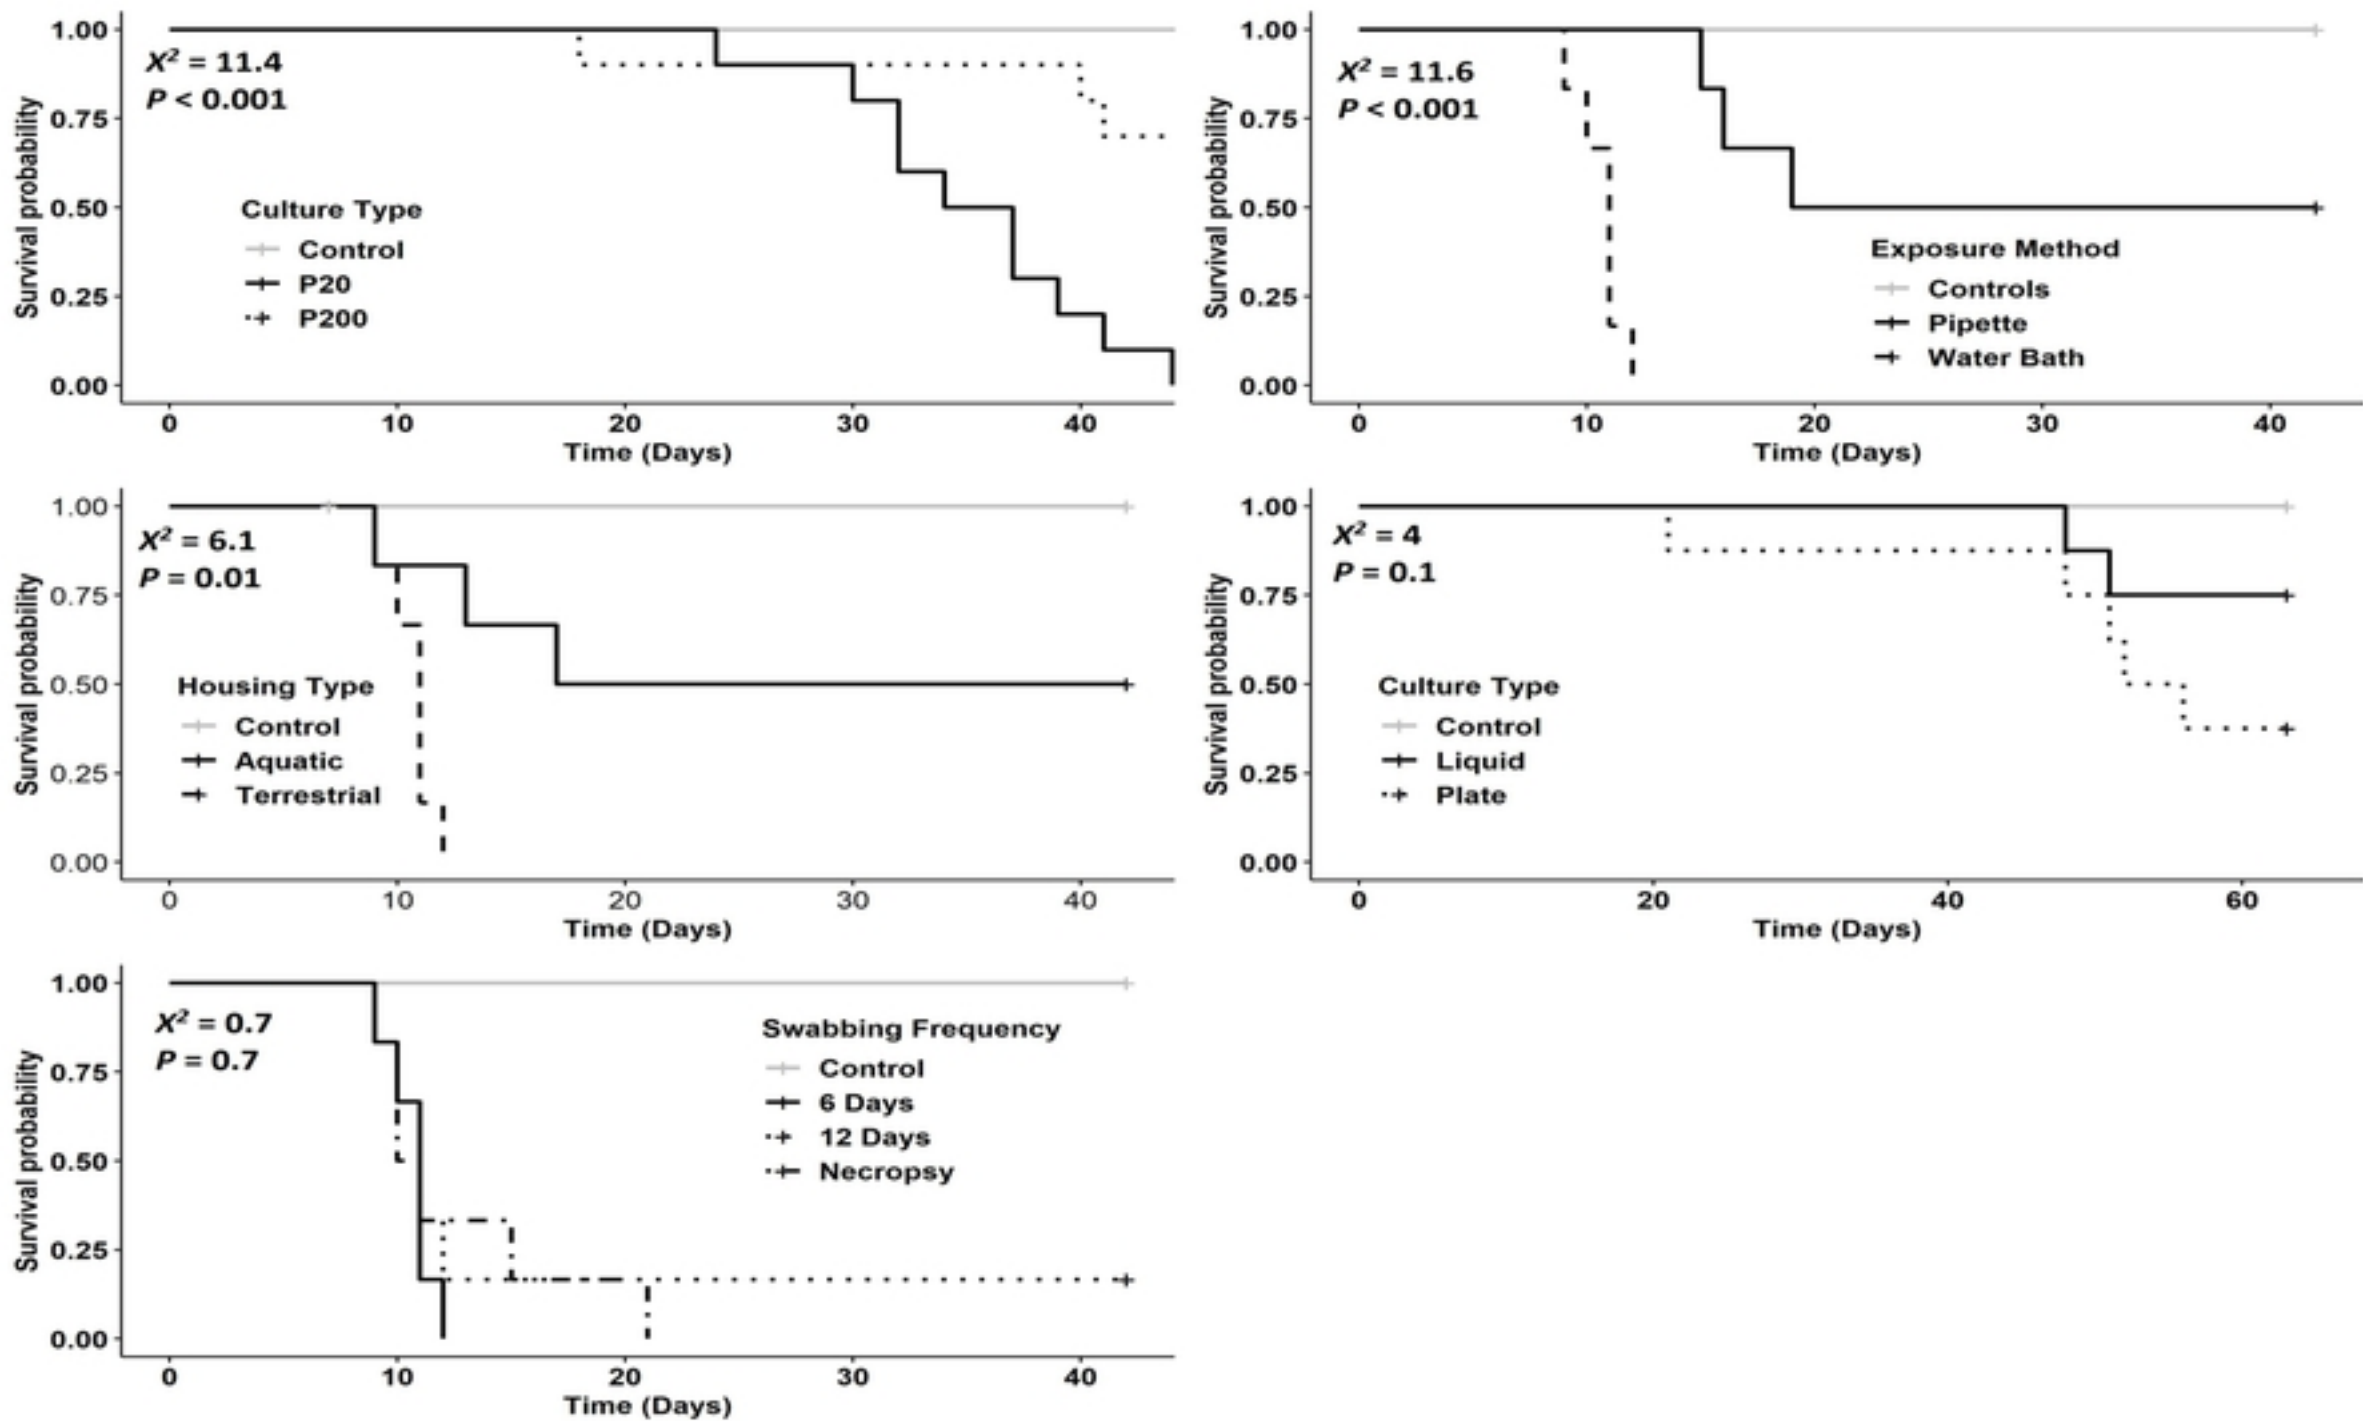 1.00
X² = 11.4
P < 0.001
0.75
0.50
0.25
0.00
Survival probability
Culture Type
Control
P20
P200
0
10
20
30
40
Time (Days)
1.00
X² = 11.6
P < 0.001
0.75
0.50
0.25
0.00
Survival probability
Exposure Method
Controls
Pipette
Water Bath
0
10
20
30
40
Time (Days)
1.00
X² = 6.1
P = 0.01
0.75
0.50
0.25
0.00
Survival probability
Housing Type
Control
Aquatic
Terrestrial
0
10
20
30
40
Time (Days)
1.00
X² = 4
P = 0.1
0.75
0.50
0.25
0.00
Survival probability
Culture Type
Control
Liquid
Plate
0
20
40
60
Time (Days)
1.00
X² = 0.7
P = 0.7
0.75
0.50
0.25
0.00
Survival probability
Swabbing Frequency
Control
6 Days
12 Days
Necropsy
0
10
20
30
40
Time (Days)